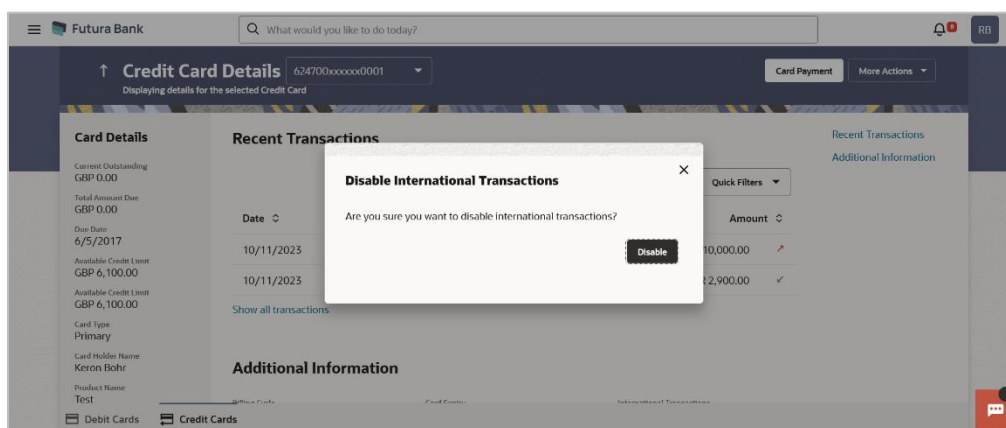 Futura Bank
What would you like to do today?
RB
Credit Card Details 624700xxxxxx0001
Displaying details for the selected Credit Card
Card Payment
More Actions
Card Details
Current Outstanding
GBP 0.00
Total Amount Due
GBP 0.00
Due Date
6/5/2017
Available Credit Limit
GBP 6,100.00
Available Credit Limit
GBP 6,100.00
Card Type
Primary
Card Holder Name
Keron Bohr
Product Name
Test
Recent Transactions
Quick Filters
Date Amount
10/11/2023 10,000.00
10/11/2023 2,900.00
Show all transactions
Additional Information
Disable International Transactions
Are you sure you want to disable international transactions?
Disable
Recent Transactions
Additional Information
Debit Cards Credit Cards